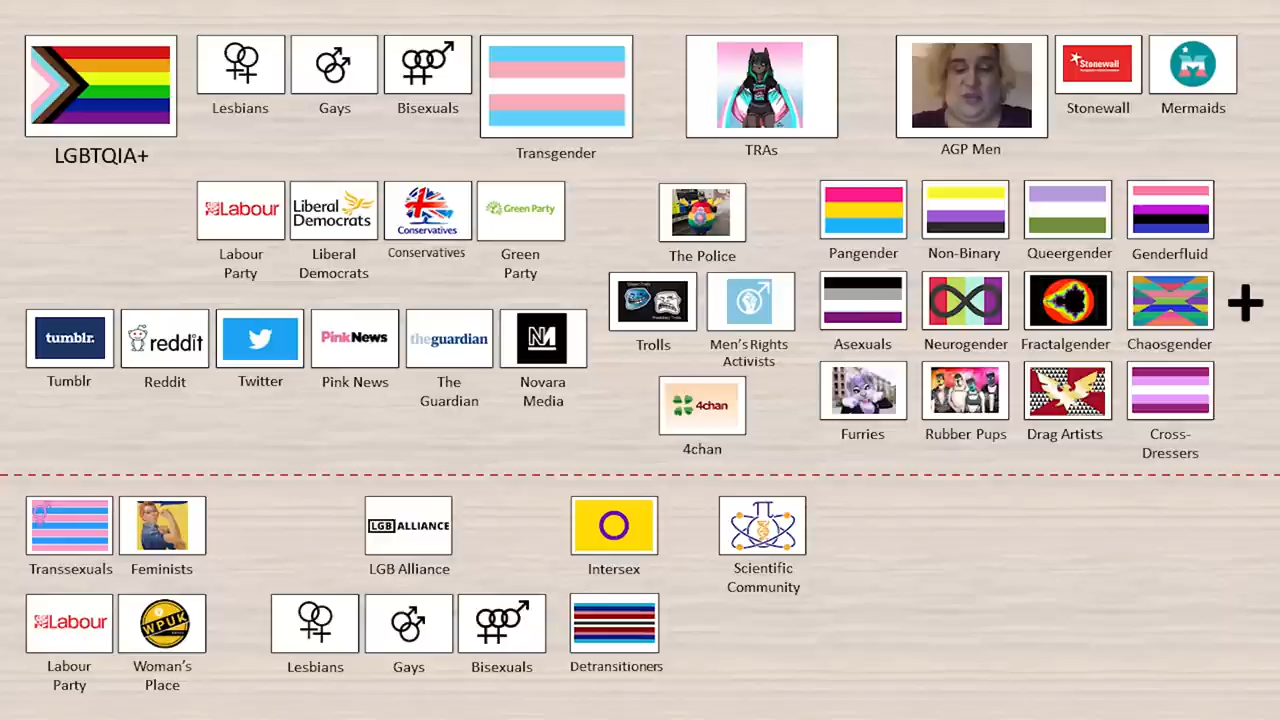 LGBTQIA+
Lesbians
Gays
Bisexuals
Transgender
TRAs
AGP Men
Stonewall
Stonewall
Mermaids
Labour
Labour
Party
Liberal
Democrats
Liberal
Democrats
Conservatives
Conservatives
Green Party
Green
Party
The Police
Pangender
Non-Binary
Queergender
Genderfluid
tumblr.
Tumblr
reddit
Reddit
Twitter
PinkNews
Pink News
theguardian
The
Guardian
NM
Novara
Media
Trolls
Men's Rights
Activists
Asexuals
Neurogender
Fractalgender
Chaosgender
+
4chan
4chan
Furries
Rubber Pups
Drag Artists
Cross-
Dressers
Transsexuals
Feminists
LGB ALLIANCE
LGB Alliance
Intersex
π
Scientific
Community
Labour
Labour
Party
WPUK
Woman's
Place
Lesbians
Gays
Bisexuals
Detransitioners